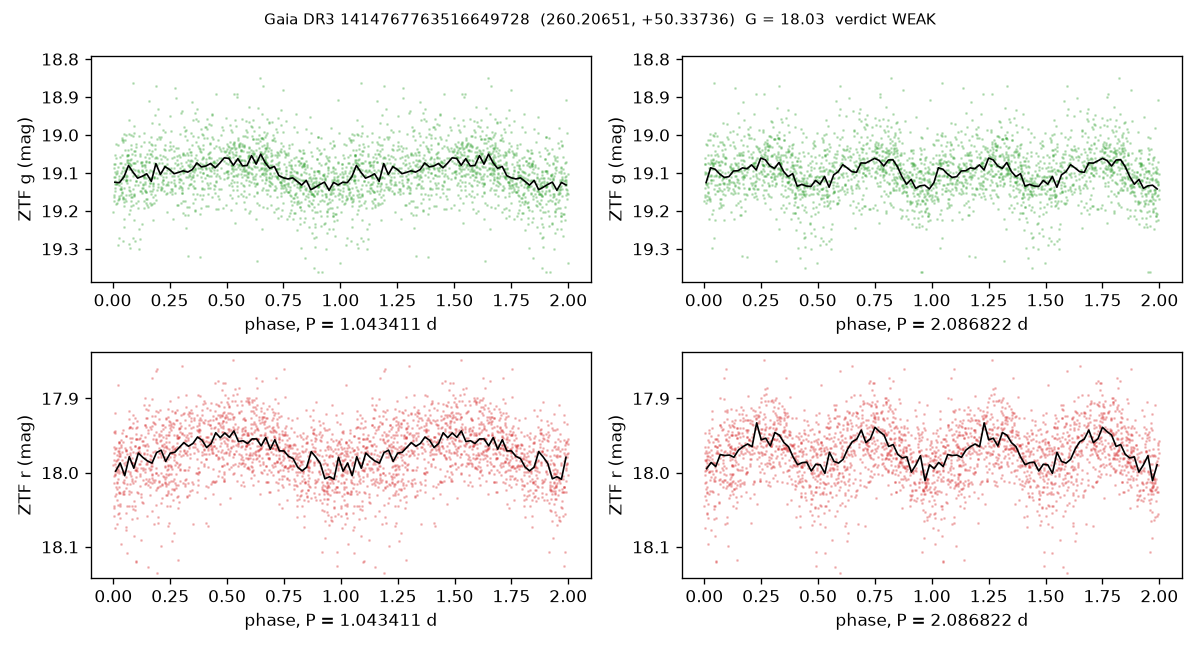 Gaia DR3 1414767763516649728  (260.20651, +50.33736)  G = 18.03  verdict WEAK
18.8
18.9
19.0
19.1
19.2
19.3
ZTF g (mag)
0.00 0.25 0.50 0.75 1.00 1.25 1.50 1.75 2.00
phase, P = 1.043411 d
18.8
18.9
19.0
19.1
19.2
19.3
ZTF g (mag)
0.00 0.25 0.50 0.75 1.00 1.25 1.50 1.75 2.00
phase, P = 2.086822 d
17.9
18.0
18.1
ZTF r (mag)
0.00 0.25 0.50 0.75 1.00 1.25 1.50 1.75 2.00
phase, P = 1.043411 d
17.9
18.0
18.1
ZTF r (mag)
0.00 0.25 0.50 0.75 1.00 1.25 1.50 1.75 2.00
phase, P = 2.086822 d